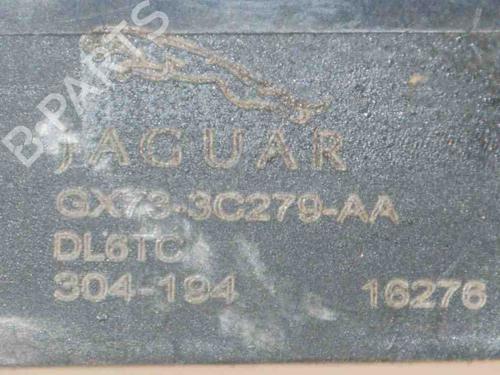 B-PARTS
JAGUAR
GX73-3C279-AA
DL6TC
304-194 16276